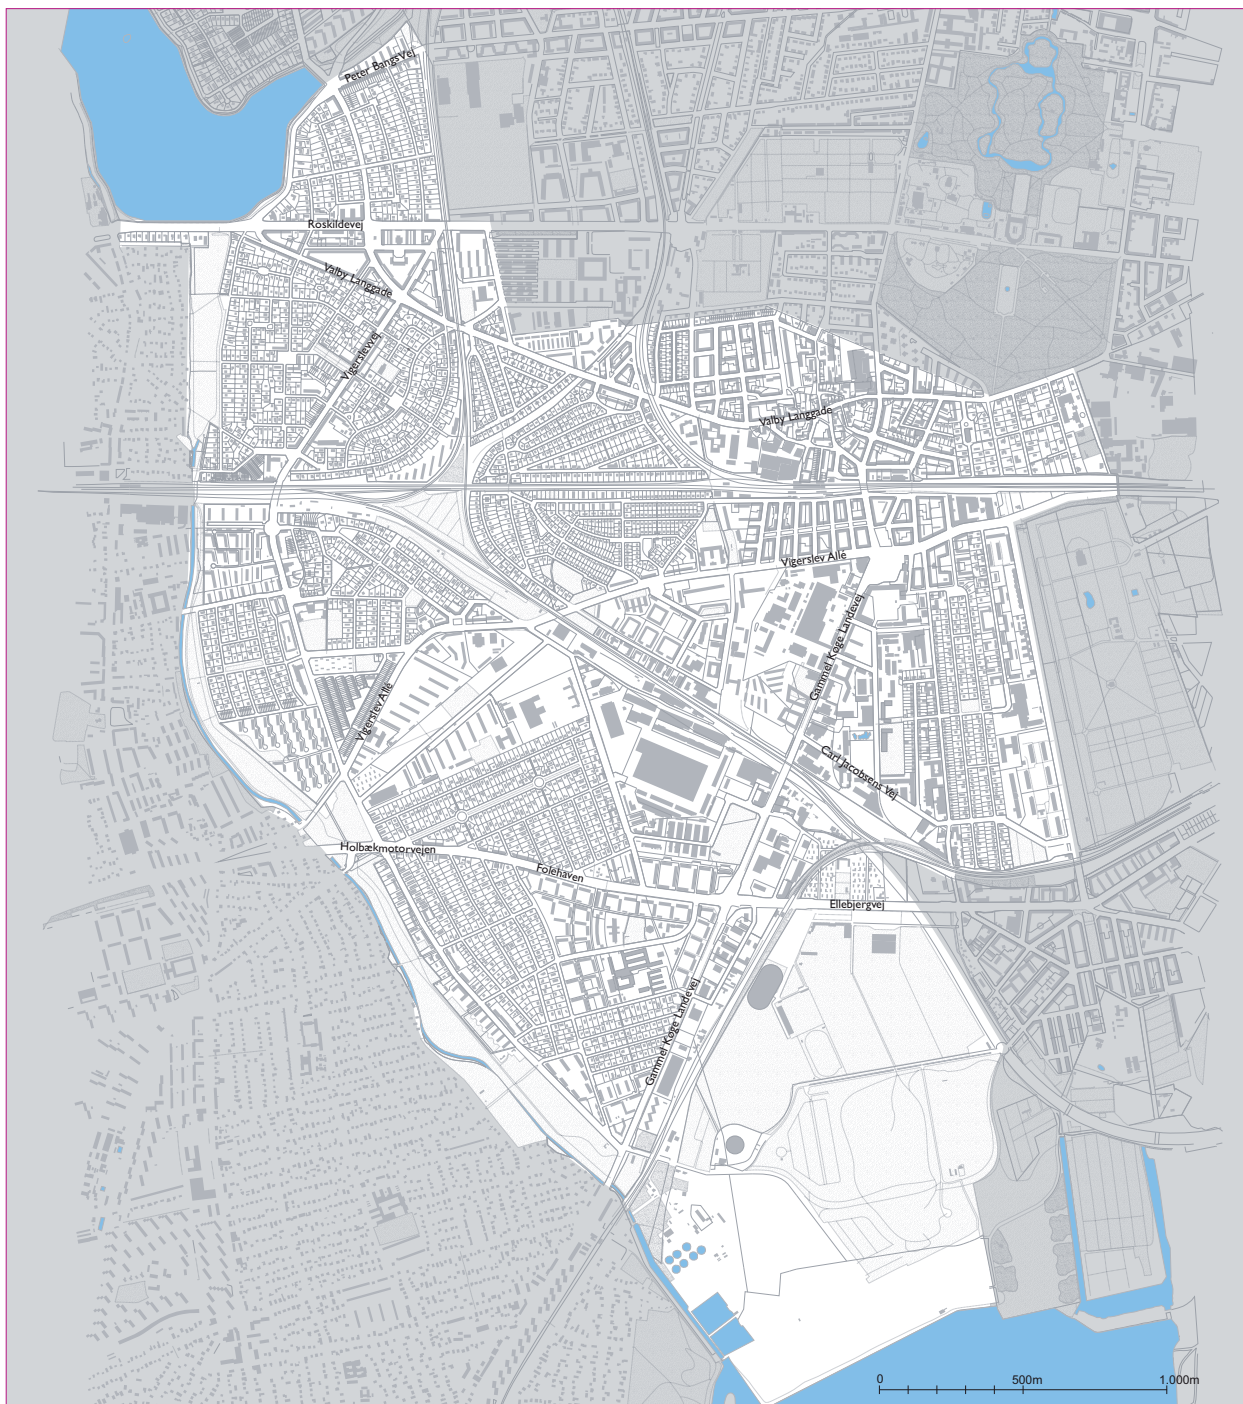 Peter Bangs Vej
Roskildevej
Valby Langgade
Vigerslevvej
Valby Langgade
Vigerslev Allé
Gammel Køge Landevej
Vigerslev Allé
Carl Jacobsens Vej
Holbækmotorvejen
Folehaven
Ellebjergvej
Gammel Køge Landevej
0 500m 1.000m